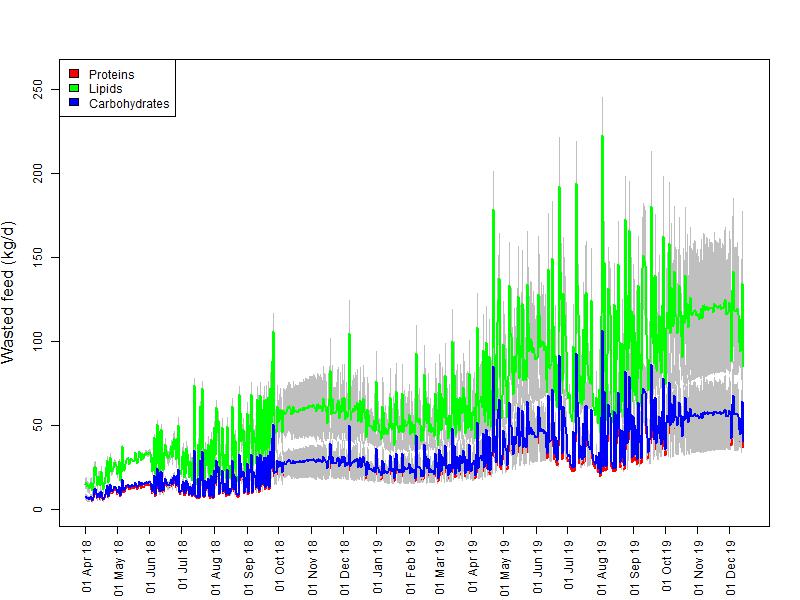 Proteins
Lipids
Carbohydrates
Wasted feed (kg/d)
250
200
150
100
50
0
01 Apr 18
01 May 18
01 Jun 18
01 Jul 18
01 Aug 18
01 Sep 18
01 Oct 18
01 Nov 18
01 Dec 18
01 Jan 19
01 Feb 19
01 Mar 19
01 Apr 19
01 May 19
01 Jun 19
01 Jul 19
01 Aug 19
01 Sep 19
01 Oct 19
01 Nov 19
01 Dec 19